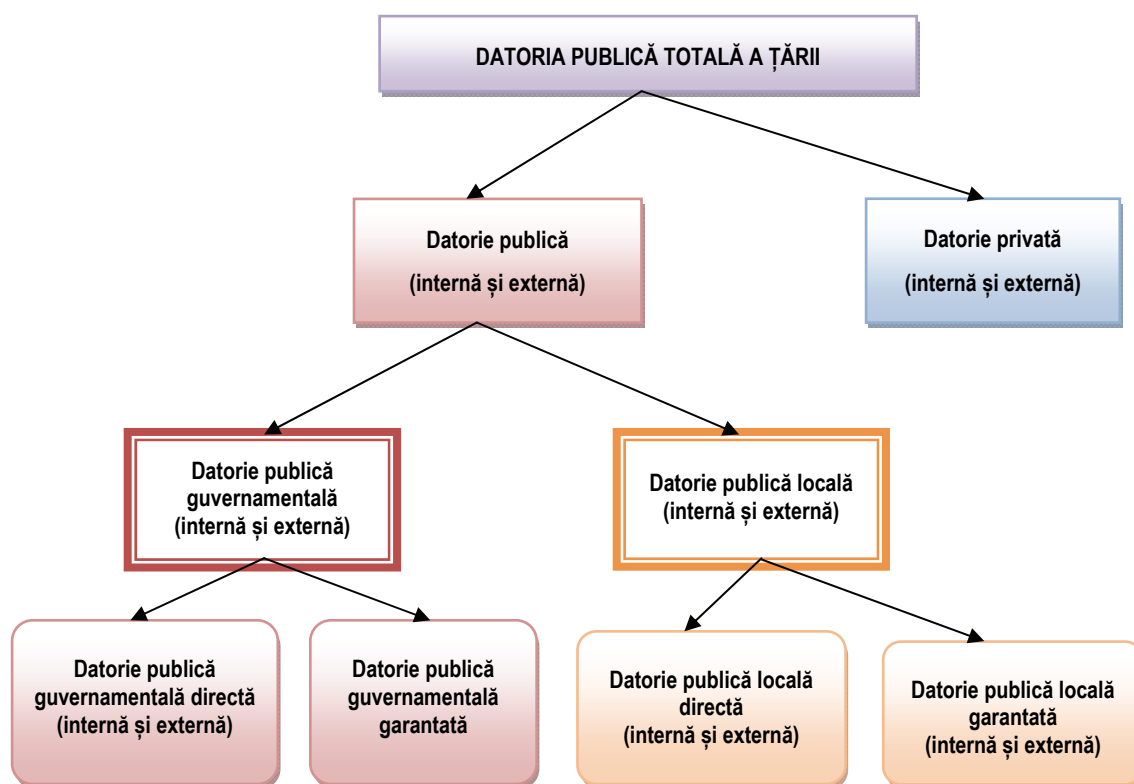 DATORIA PUBLICĂ TOTALĂ A ȚĂRII
Datorie publică
(internă și externă)
Datorie privată
(internă și externă)
Datorie publică
guvernamentală
(internă și externă)
Datorie publică locală
(internă și externă)
Datorie publică
guvernamentală directă
(internă și externă)
Datorie publică
guvernamentală
garantată
Datorie publică locală
directă
(internă și externă)
Datorie publică locală
garantată
(internă și externă)